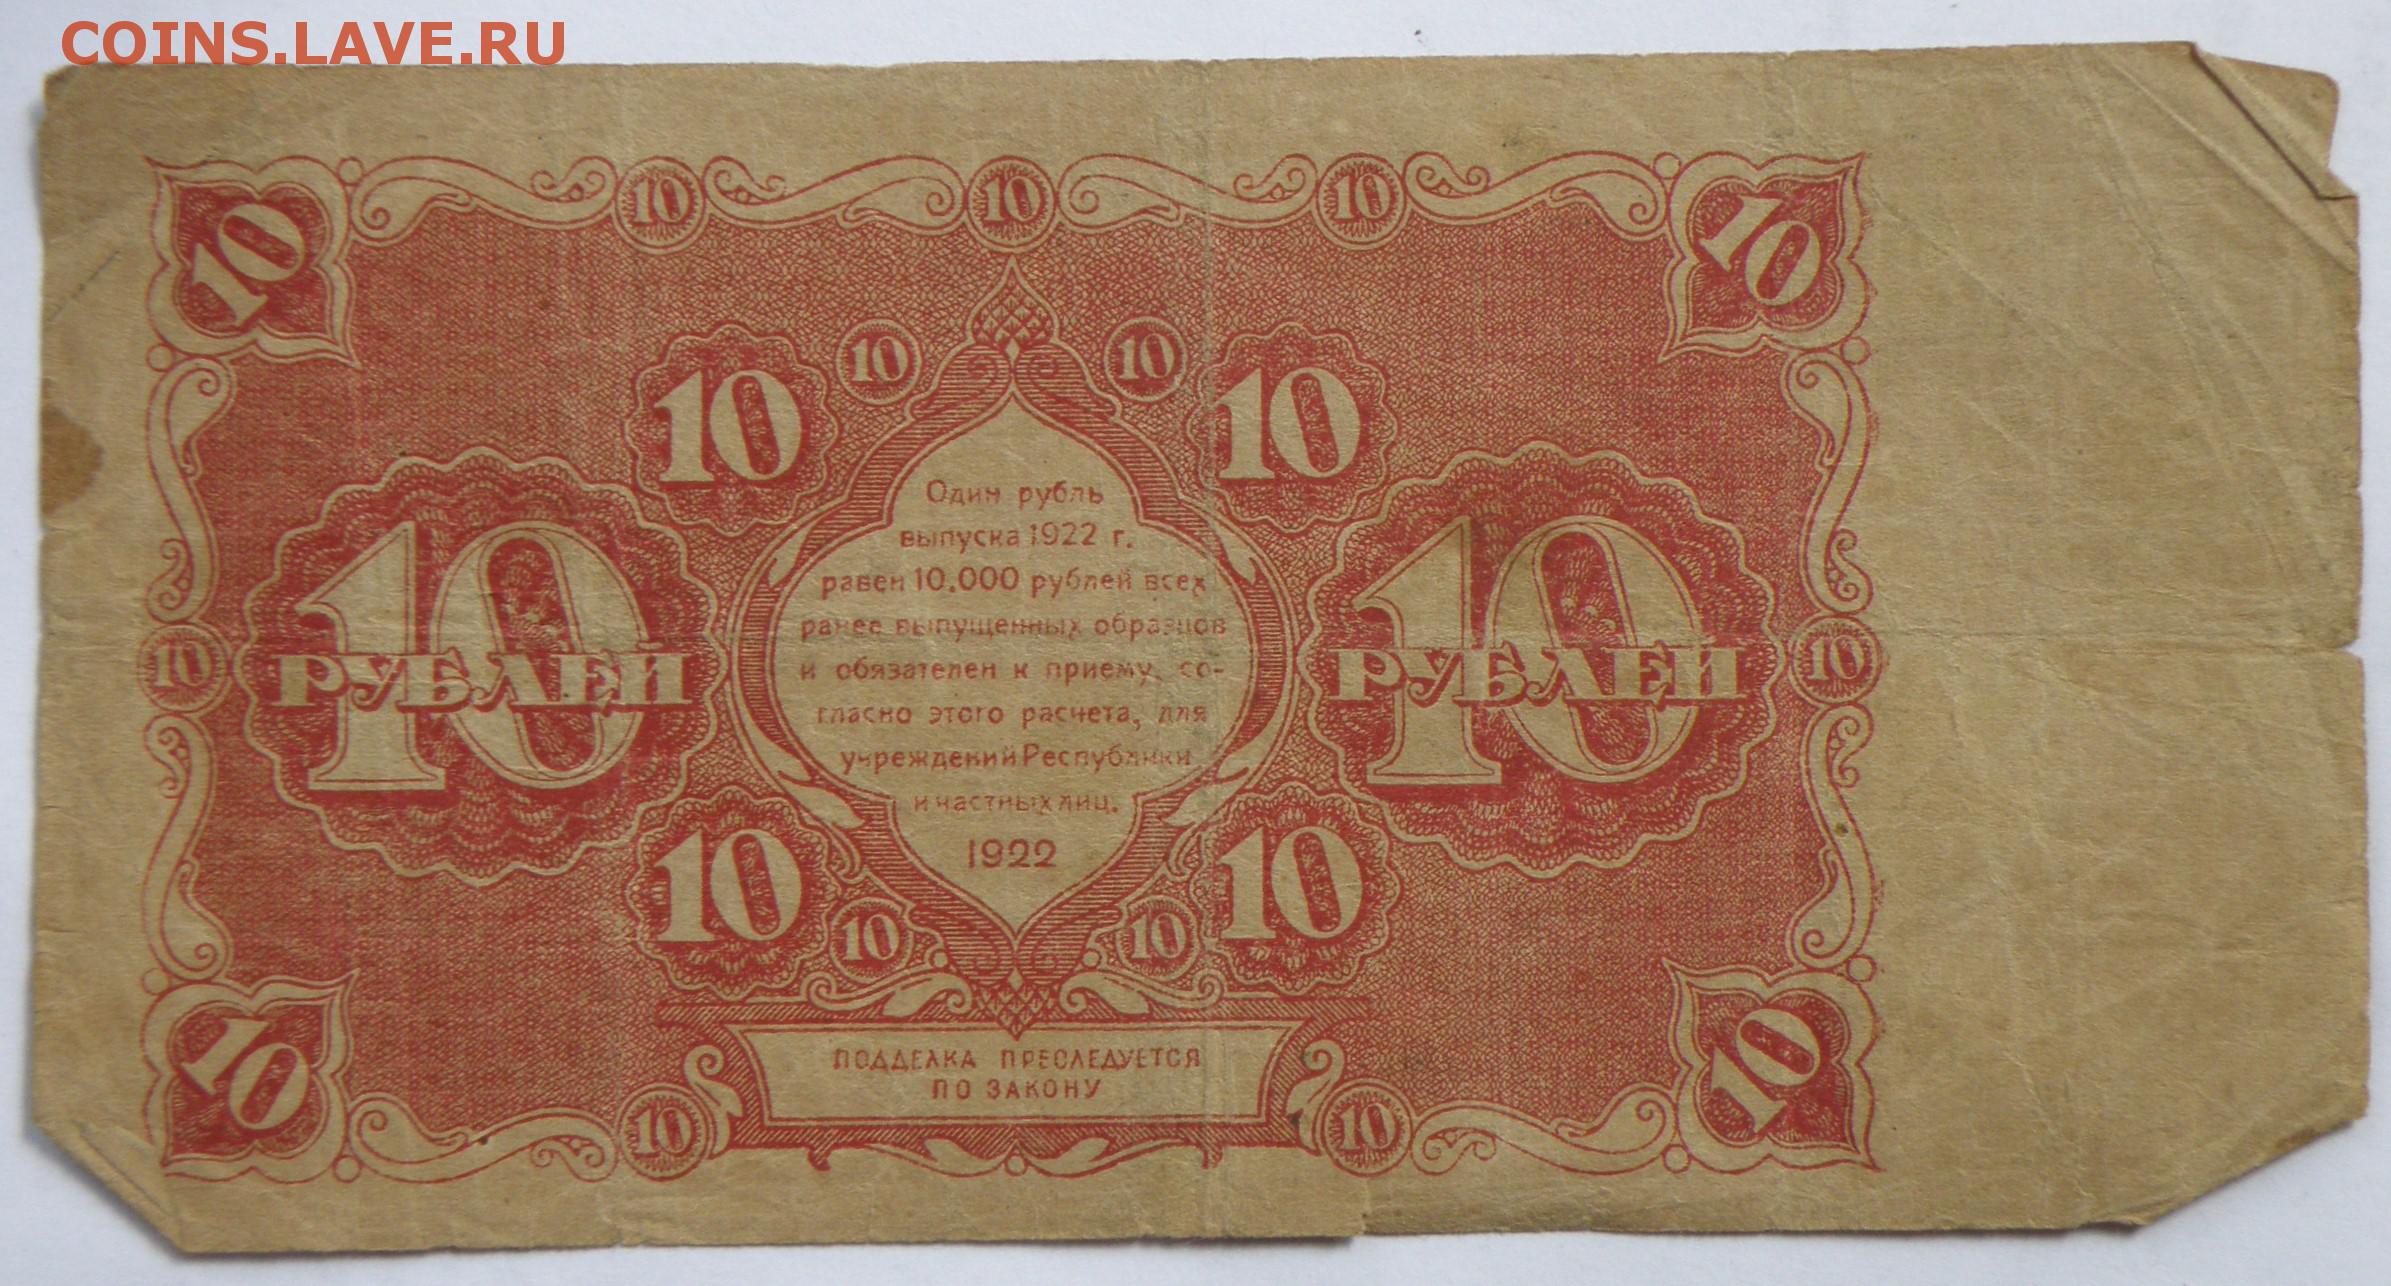 COINS.LAVE.RU
10 10 10 10 10
10 10 10 10
Один рубль
выпуска 1922 г.
равен 10.000 рублей всех
ранее выпущенных образцов
и обязателен к приему, со-
гласно этого расчета, для
учреждений Республики
и частных лиц.
1922
10 10
РУБЛЕЙ РУБЛЕЙ
10 10
10 10 10 10
ПОДДЕЛКА ПРЕСЛЕДУЕТСЯ
ПО ЗАКОНУ
10 10 10 10